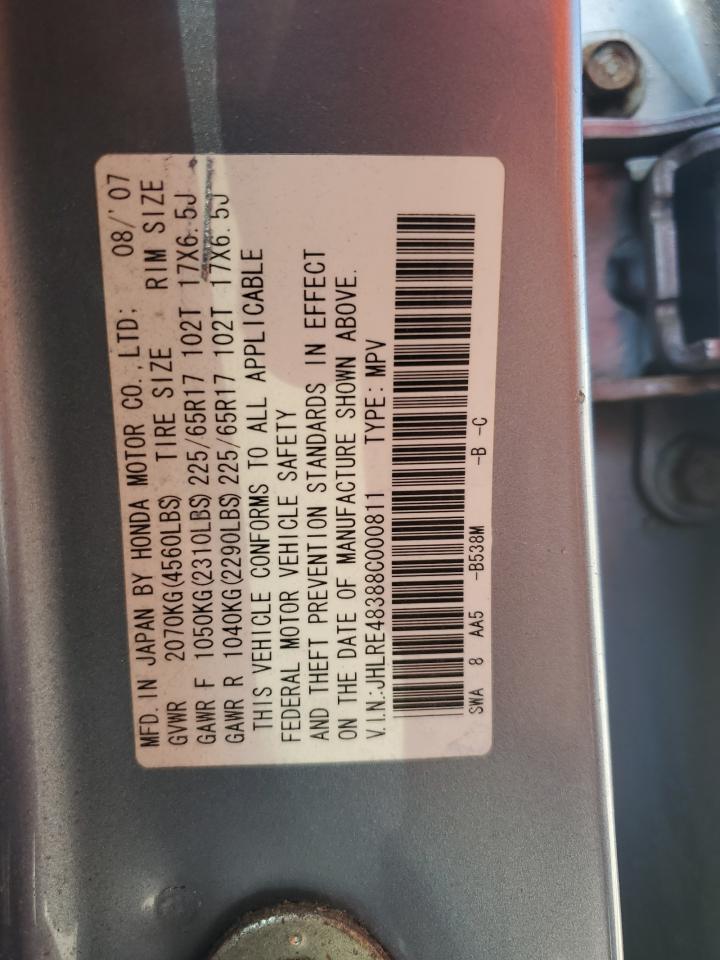 MFD. IN JAPAN BY HONDA MOTOR CO., LTD; 08/'07
GVWR 2070KG(4560LBS) TIRE SIZE RIM SIZE
GAWR F 1050KG(2310LBS) 225/65R17 102T 17X6.5J
GAWR R 1040KG(2290LBS) 225/65R17 102T 17X6.5J
THIS VEHICLE CONFORMS TO ALL APPLICABLE
FEDERAL MOTOR VEHICLE SAFETY
AND THEFT PREVENTION STANDARDS IN EFFECT
ON THE DATE OF MANUFACTURE SHOWN ABOVE.
V.I.N.:JHLRE48388C000811 TYPE: MPV
SWA 8 AA5 -B538M -B -C